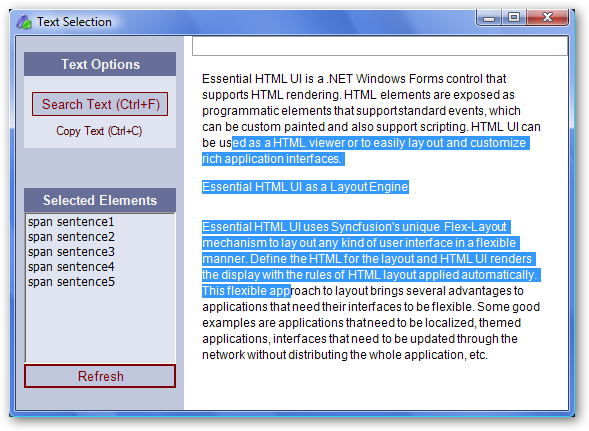 Text Selection
Text Options
Search Text (Ctrl+F)
Copy Text (Ctrl+C)
Selected Elements
span sentence1
span sentence2
span sentence3
span sentence4
span sentence5
Refresh
Essential HTML UI is a .NET Windows Forms control that
supports HTML rendering. HTML elements are exposed as
programmatic elements that support standard events, which
can be custom painted and also support scripting. HTML UI can
be used as a HTML viewer or to easily lay out and customize
rich application interfaces.
Essential HTML UI as a Layout Engine
Essential HTML UI uses Syncfusion's unique Flex-Layout
mechanism to lay out any kind of user interface in a flexible
manner. Define the HTML for the layout and HTML UI renders
the display with the rules of HTML layout applied automatically.
This flexible approach to layout brings several advantages to
applications that need their interfaces to be flexible. Some good
examples are applications that need to be localized, themed
applications, interfaces that need to be updated through the
network without distributing the whole application, etc.